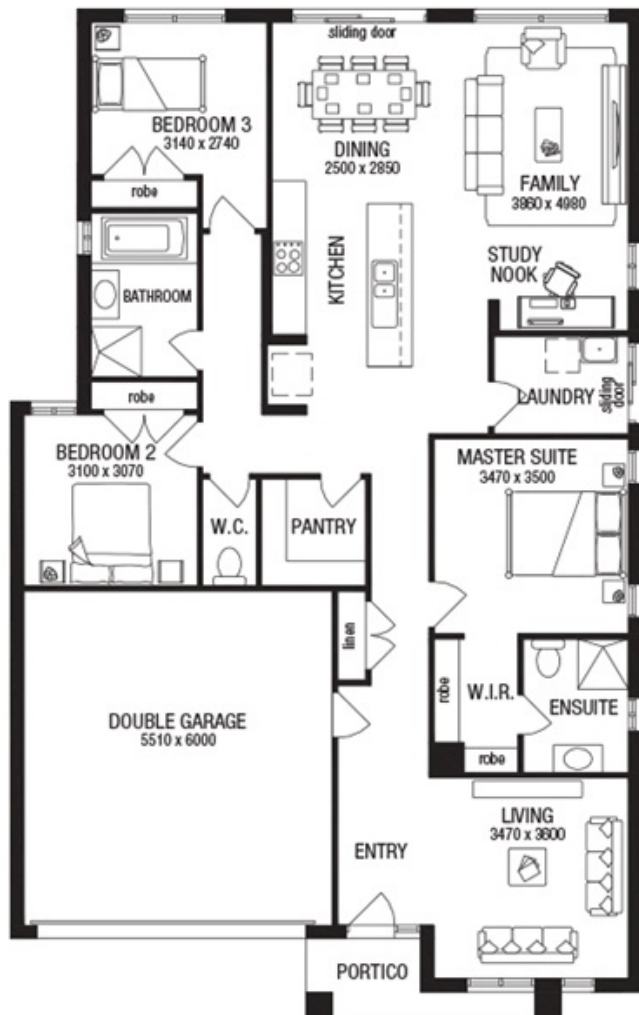 sliding door
BEDROOM 3
3140 x 2740
robe
DINING
2500 x 2850
FAMILY
3960 x 4980
KITCHEN
STUDY
NOOK
BATHROOM
robe
LAUNDRY
sliding
door
BEDROOM 2
3100 x 3070
MASTER SUITE
3470 x 3500
W.C.
PANTRY
linen
robe
W.I.R.
ENSUITE
robe
DOUBLE GARAGE
5510 x 6000
LIVING
3470 x 3600
ENTRY
PORTICO